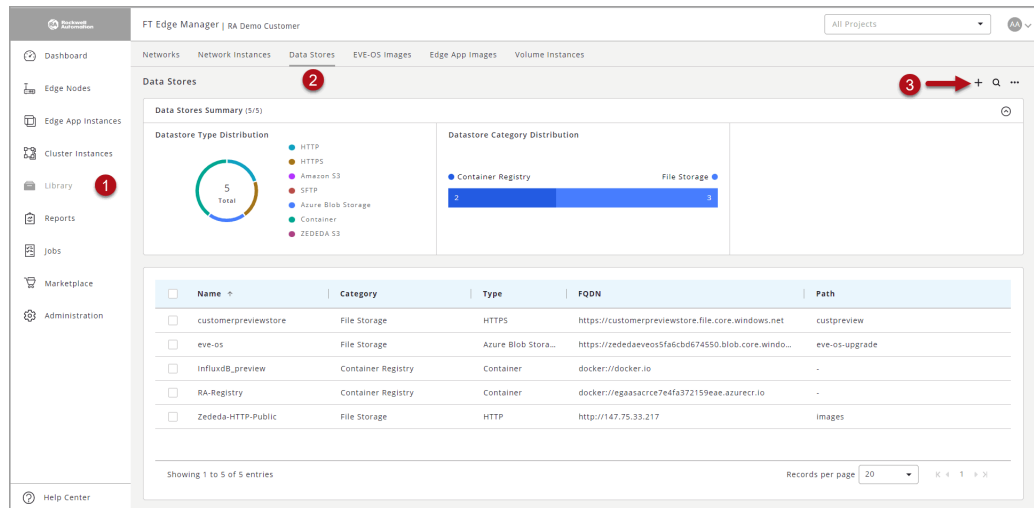 Rockwell Automation
FT Edge Manager | RA Demo Customer
All Projects
AA
Dashboard
Edge Nodes
Edge App Instances
Cluster Instances
Library
1
Reports
Jobs
Marketplace
Administration
Help Center
Networks Network Instances Data Stores EVE-OS Images Edge App Images Volume Instances
2
Data Stores
3
Data Stores Summary (5/5)
Datastore Type Distribution
5
Total
HTTP
HTTPS
Amazon S3
SFTP
Azure Blob Storage
Container
ZEDEDA S3
Datastore Category Distribution
Container Registry File Storage
2 3
Name Category Type FQDN Path
customerpreviewstore File Storage HTTPS https://customerpreviewstore.file.core.windows.net custpreview
eve-os File Storage Azure Blob Stora... https://zededaeveos5fa6cbd674550.blob.core.windo... eve-os-upgrade
InfluxdB_preview Container Registry Container docker://docker.io -
RA-Registry Container Registry Container docker://egaasacrce7e4fa372159eae.azurecr.io -
Zededa-HTTP-Public File Storage HTTP http://147.75.33.217 images
Showing 1 to 5 of 5 entries
Records per page 20 1